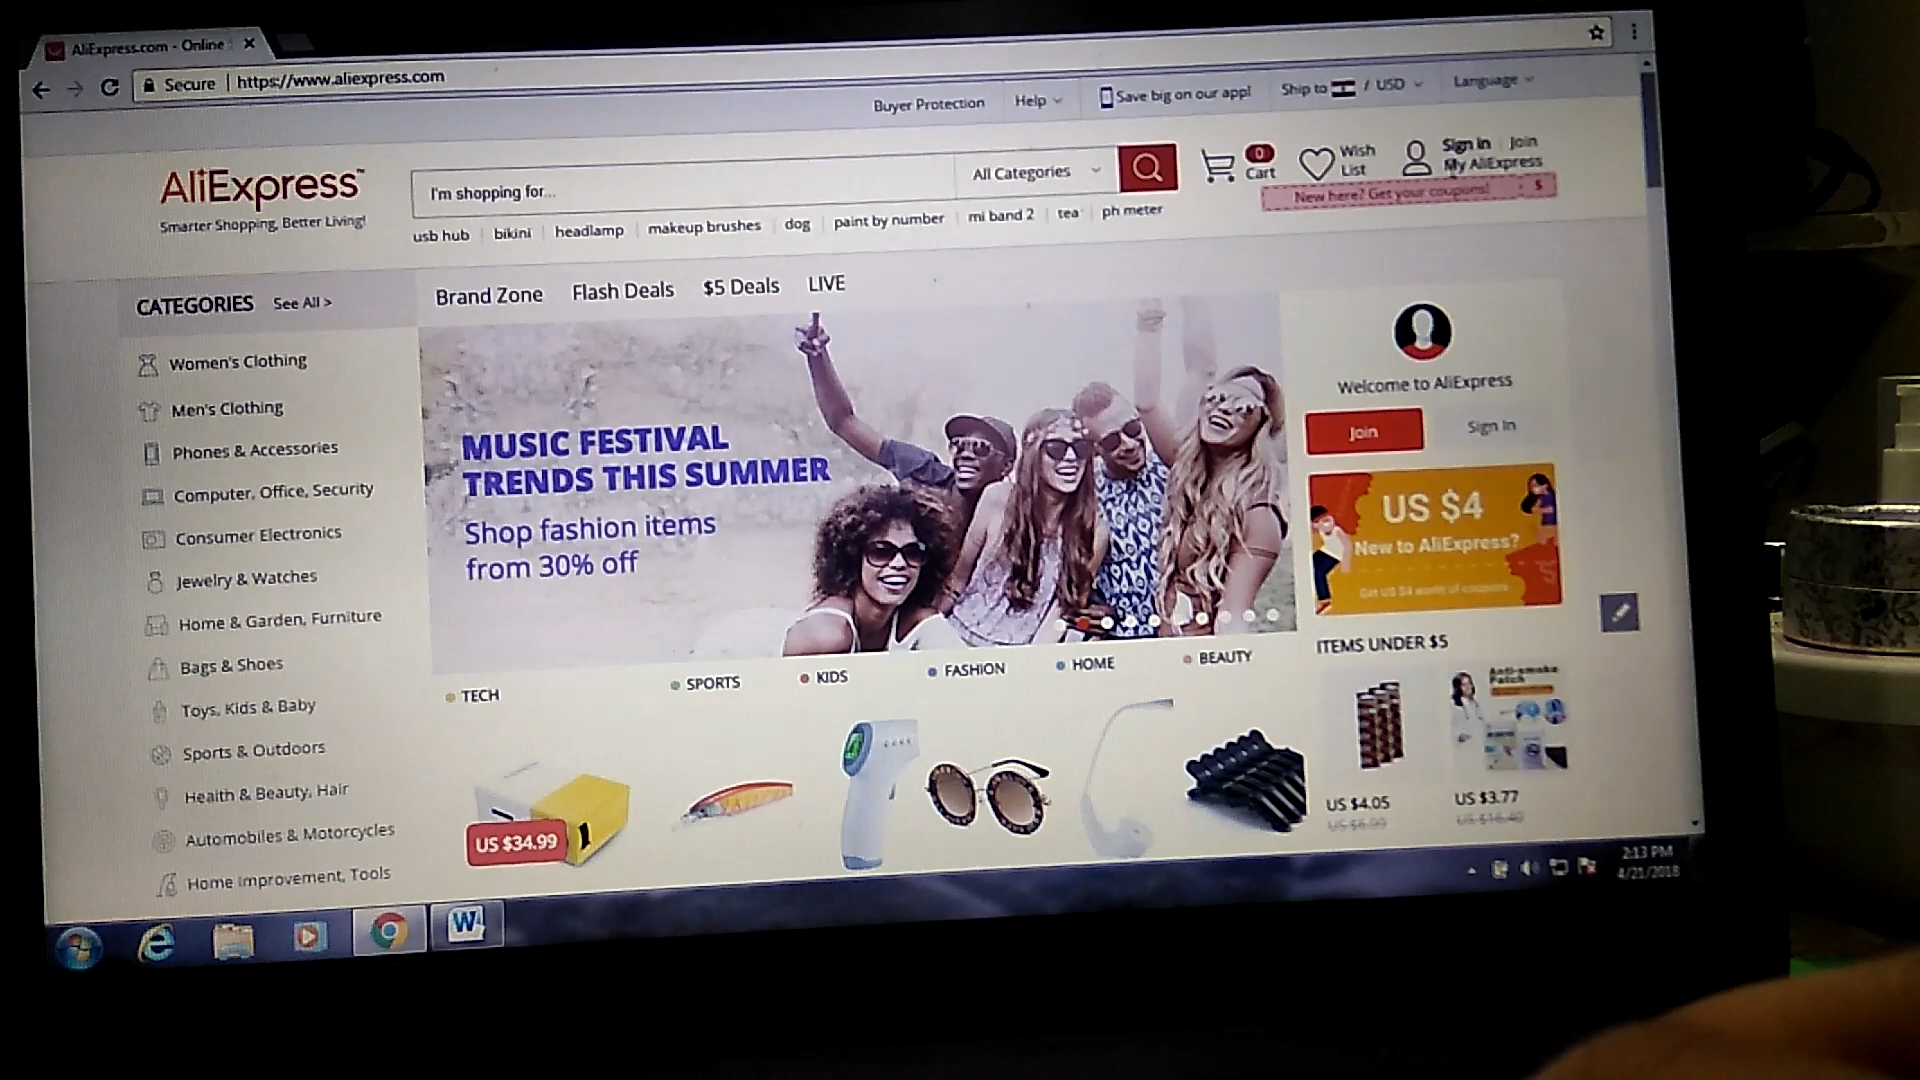 AliExpress.com - Online
Secure | https://www.aliexpress.com
Buyer Protection
Help
Save big on our app!
Ship to / USD
Language
AliExpress™
Smarter Shopping, Better Living!
I'm shopping for...
All Categories
0
Cart
Wish
List
Sign in
Join
My AliExpress
New here? Get your coupons! : $
usb hub
bikini
headlamp
makeup brushes
dog
paint by number
mi band 2
tea
ph meter
CATEGORIES
See All >
Brand Zone
Flash Deals
$5 Deals
LIVE
Women's Clothing
Men's Clothing
Phones & Accessories
Computer, Office, Security
Consumer Electronics
Jewelry & Watches
Home & Garden, Furniture
Bags & Shoes
Toys, Kids & Baby
Sports & Outdoors
Health & Beauty, Hair
Automobiles & Motorcycles
Home Improvement, Tools
MUSIC FESTIVAL
TRENDS THIS SUMMER
Shop fashion items
from 30% off
Welcome to AliExpress
Join
Sign In
US $4
New to AliExpress?
Get US $4 worth of coupons
TECH
SPORTS
KIDS
FASHION
HOME
BEAUTY
US $34.99
ITEMS UNDER $5
Anti-smoke
Patch
US $4.05
US $3.77
2:13 PM
4/21/2018